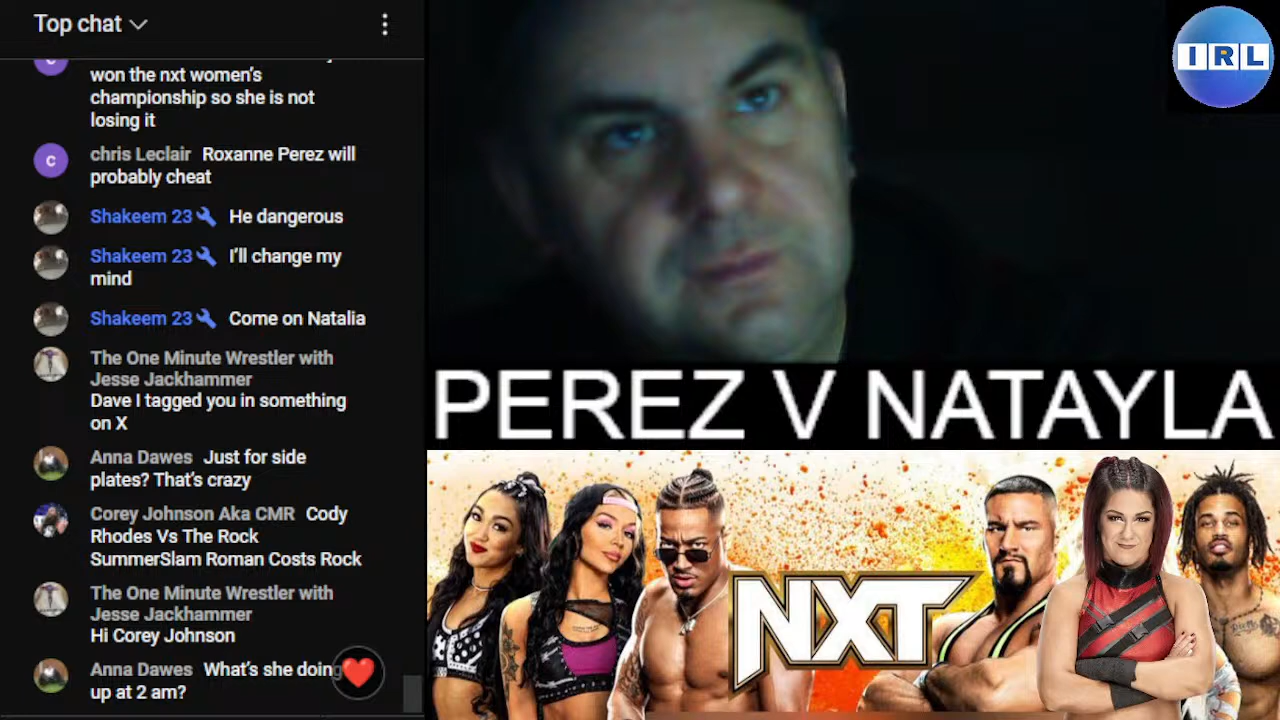 Top chat
won the nxt women's
championship so she is not
losing it
C
chris Leclair Roxanne Perez will
probably cheat
Shakeem 23 He dangerous
Shakeem 23 I'll change my
mind
Shakeem 23 Come on Natalia
The One Minute Wrestler with
Jesse Jackhammer
Dave I tagged you in something
on X
Anna Dawes Just for side
plates? That's crazy
Corey Johnson Aka CMR Cody
Rhodes Vs The Rock
SummerSlam Roman Costs Rock
The One Minute Wrestler with
Jesse Jackhammer
Hi Corey Johnson
Anna Dawes What's she doing
up at 2 am?
IRL
PEREZ V NATAYLA
NXT